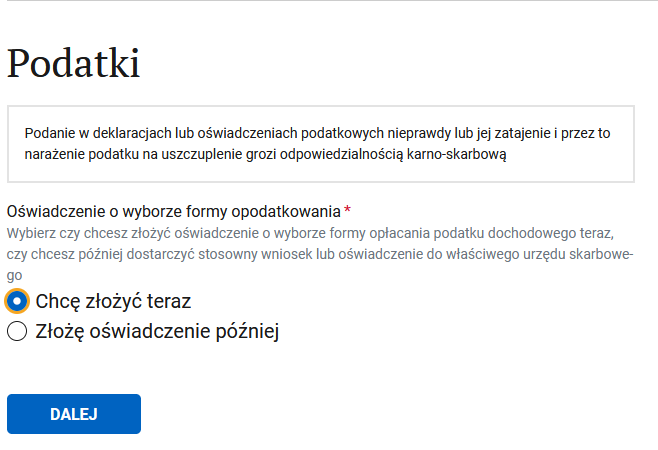 Podatki
Podanie w deklaracjach lub oświadczeniach podatkowych nieprawdy lub jej zatajenie i przez to
narażenie podatku na uszczuplenie grozi odpowiedzialnością karno-skarbową
Oświadczenie o wyborze formy opodatkowania *
Wybierz czy chcesz złożyć oświadczenie o wyborze formy opłacania podatku dochodowego teraz,
czy chcesz później dostarczyć stosowny wniosek lub oświadczenie do właściwego urzędu skarbowe-
go
Chcę złożyć teraz
Złożę oświadczenie później
DALEJ